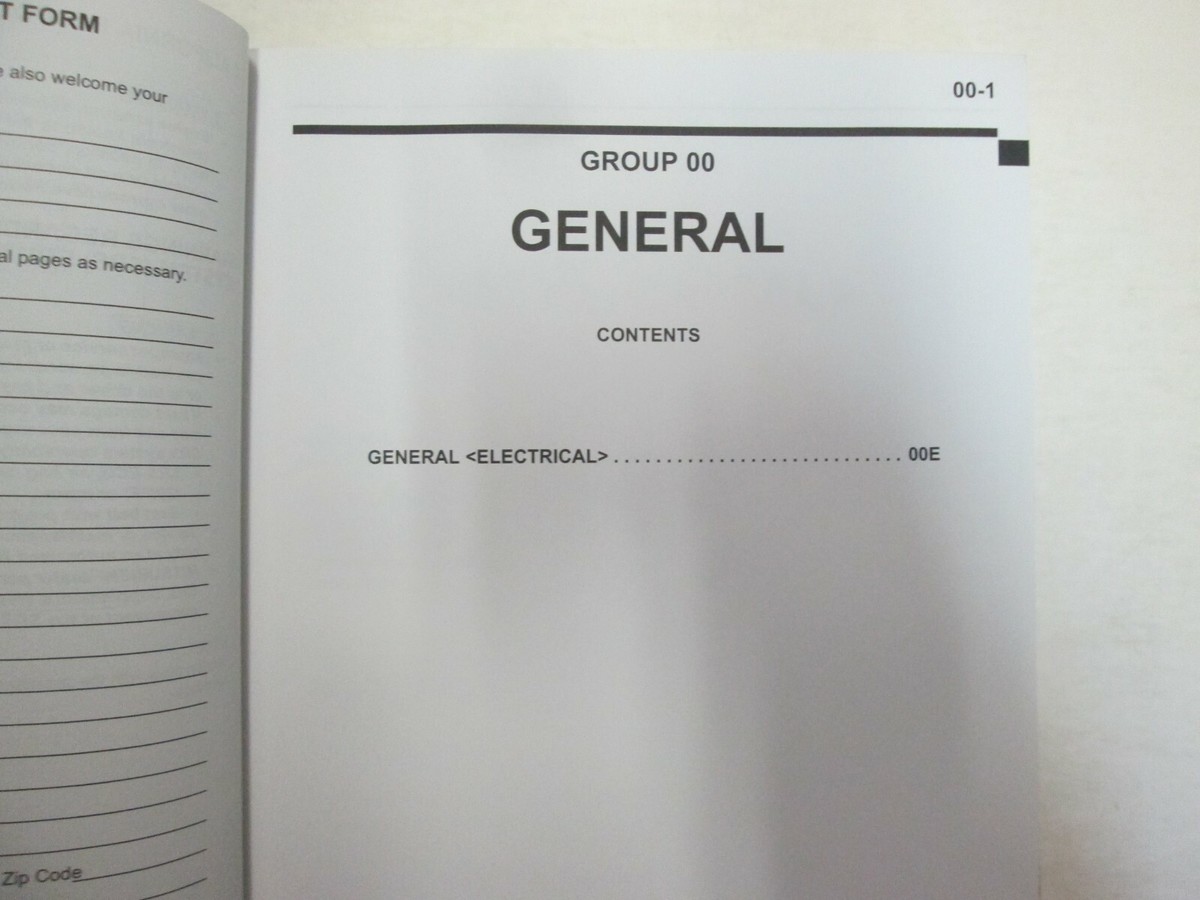 T FORM
also welcome your
al pages as necessary.
Zip Code
00-1
GROUP 00
GENERAL
CONTENTS
GENERAL <ELECTRICAL> . . . . . . . . . . . . . . . . . . . . . . . . . . . 00E